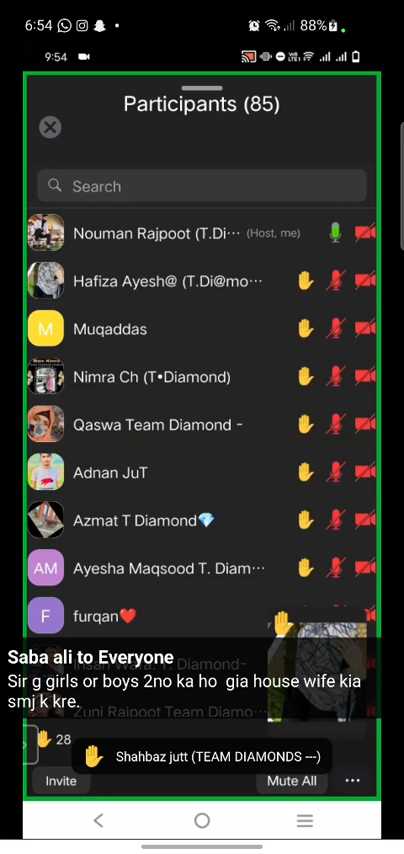 6:54
88%
9:54
Participants (85)
Search
Nouman Rajpoot (T.Di··· (Host, me)
Hafiza Ayesh@ (T.Di@mo···
M Muqaddas
Nimra Ch (T•Diamond)
Qaswa Team Diamond -
Adnan JuT
Azmat T Diamond💎
AM Ayesha Maqsood T. Diam···
F furqan❤️
Saba ali to Everyone
Insan Wafa. T. Diamond-
Sir g girls or boys 2no ka ho gia house wife kia
smj k kre.
Zuni Rajpoot Team Diamo···
✋ 28
✋ Shahbaz jutt (TEAM DIAMONDS ---)
Invite
Mute All